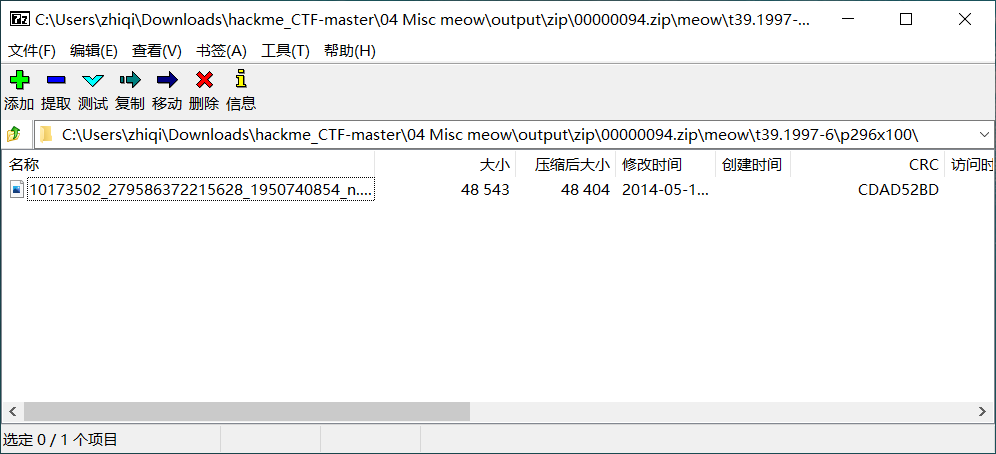 C:\Users\zhiqi\Downloads\hackme_CTF-master\04 Misc meow\output\zip\00000094.zip\meow\t39.1997-...
文件(F) 编辑(E) 查看(V) 书签(A) 工具(T) 帮助(H)
添加 提取 测试 复制 移动 删除 信息
C:\Users\zhiqi\Downloads\hackme_CTF-master\04 Misc meow\output\zip\00000094.zip\meow\t39.1997-6\p296x100\
名称 大小 压缩后大小 修改时间 创建时间 CRC 访问时
10173502_279586372215628_1950740854_n.... 48 543 48 404 2014-05-1... CDAD52BD
选定 0 / 1 个项目